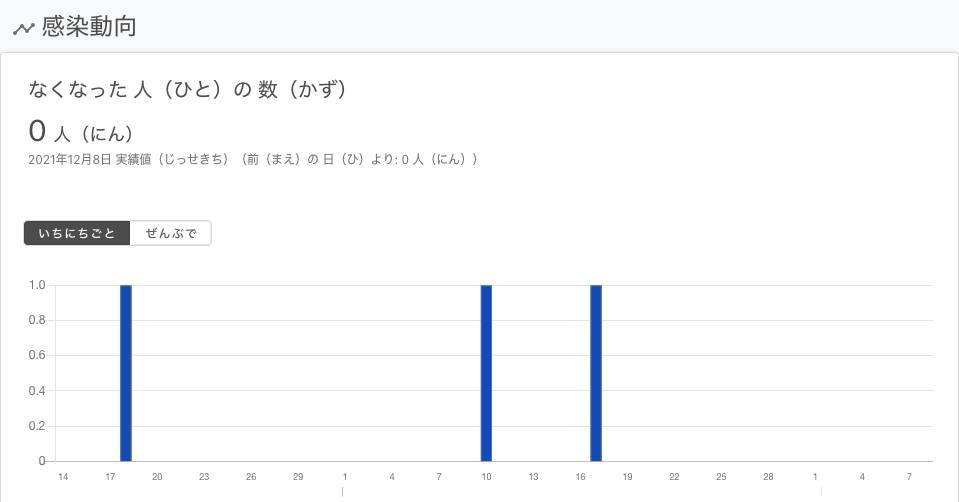 感染動向
なくなった 人（ひと）の 数（かず）
0 人（にん）
2021年12月8日 実績値（じっせきち）（前（まえ）の 日（ひ）より: 0 人（にん））
いちにちごと ぜんぶで
1.0
0.8
0.6
0.4
0.2
0
14 17 20 23 26 29 1 4 7 10 13 16 19 22 25 28 1 4 7